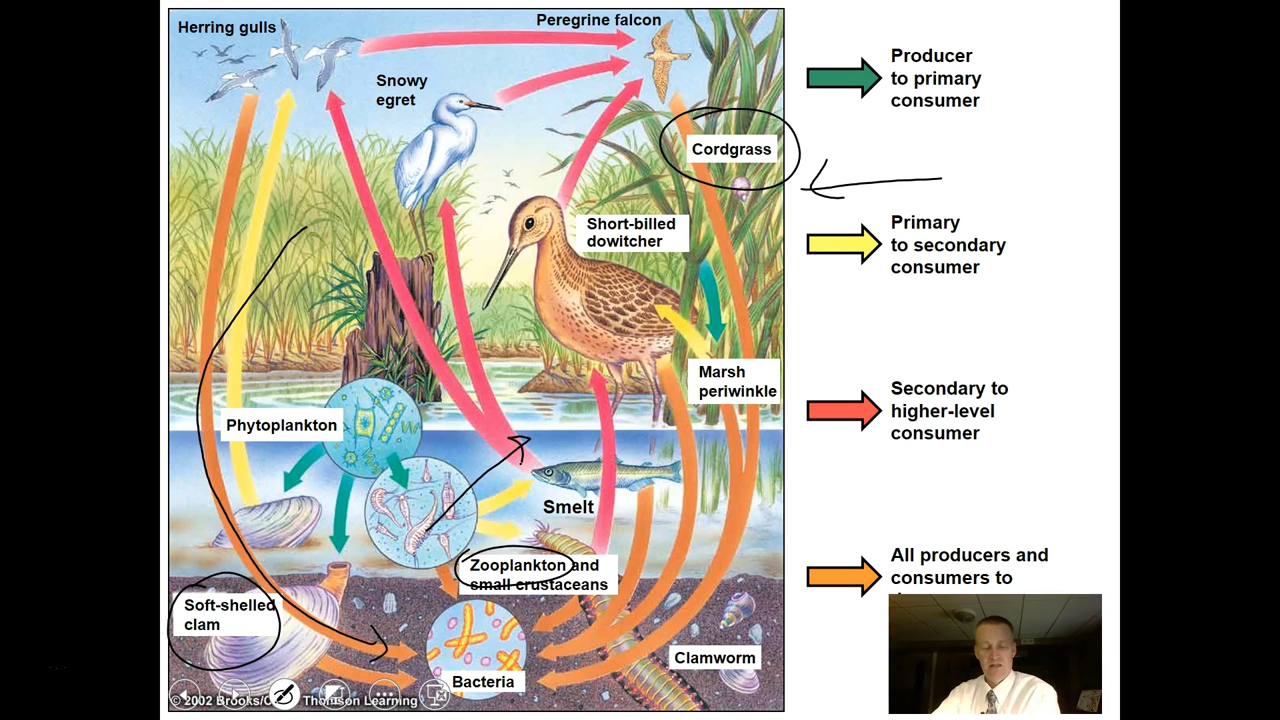 Herring gulls
Peregrine falcon
Snowy
egret
Cordgrass
Short-billed
dowitcher
Marsh
periwinkle
Phytoplankton
Smelt
Zooplankton and
small crustaceans
Soft-shelled
clam
Clamworm
Bacteria
© 2002 Brooks/C Thomson Learning
Producer
to primary
consumer
Primary
to secondary
consumer
Secondary to
higher-level
consumer
All producers and
consumers to